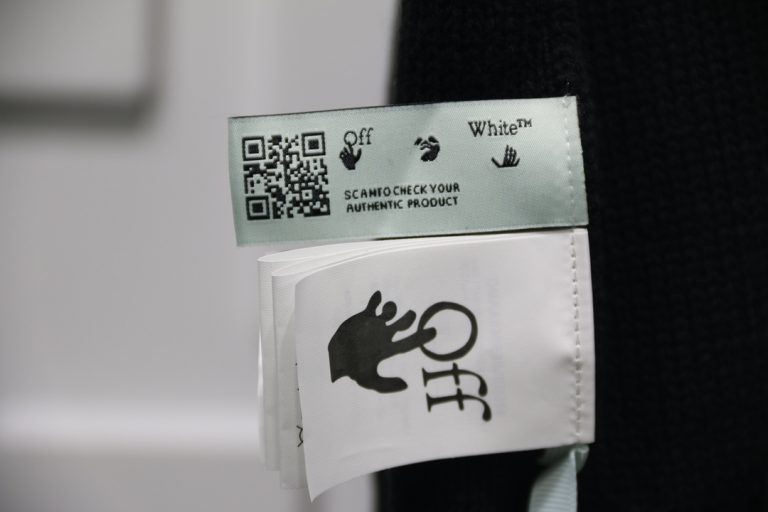 Off
White™
SCAN TO CHECK YOUR
AUTHENTIC PRODUCT
Off